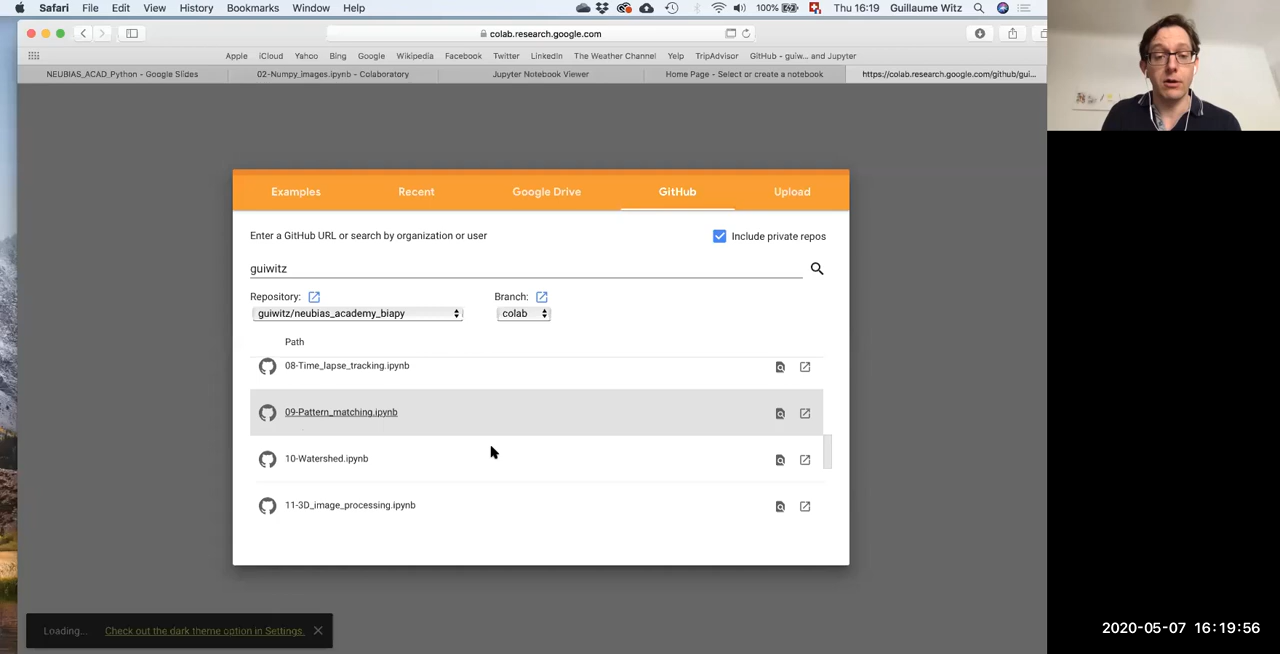 Safari File Edit View History Bookmarks Window Help 100% Thu 16:19 Guillaume Witz
colab.research.google.com
Apple iCloud Yahoo Bing Google Wikipedia Facebook Twitter LinkedIn The Weather Channel Yelp TripAdvisor GitHub - guiw... and Jupyter
NEUBIAS_ACAD_Python - Google Slides 02-Numpy_images.ipynb - Colaboratory Jupyter Notebook Viewer Home Page - Select or create a notebook https://colab.research.google.com/github/gui...
Examples Recent Google Drive GitHub Upload
Enter a GitHub URL or search by organization or user Include private repos
guiwitz
Repository: Branch:
guiwitz/neubias_academy_biapy colab
Path
08-Time_lapse_tracking.ipynb
09-Pattern_matching.ipynb
10-Watershed.ipynb
11-3D_image_processing.ipynb
Loading... Check out the dark theme option in Settings.
2020-05-07 16:19:56